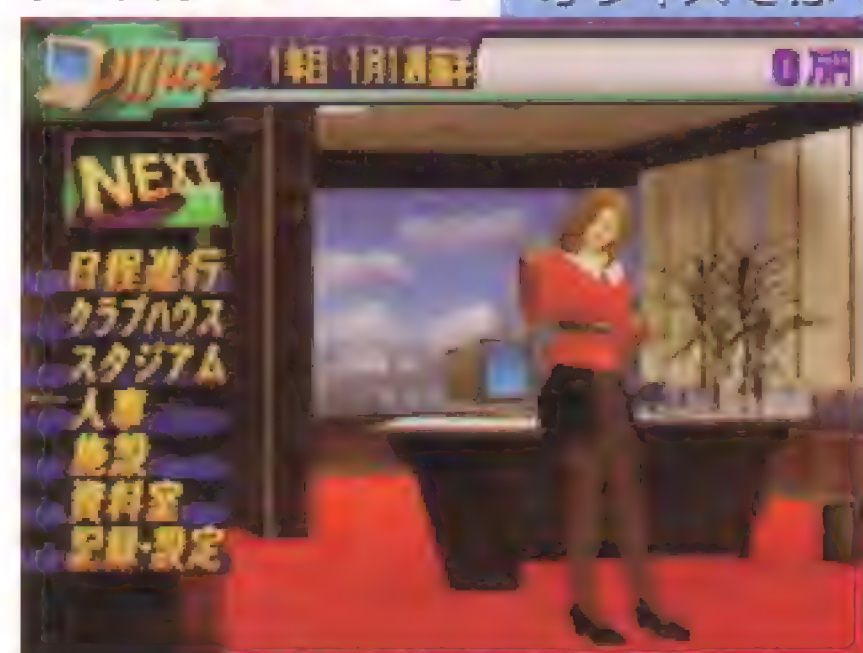 Office
1年目 1月1週
0万円
NEXT
日程進行
クラブハウス
スタジアム
人事
施設
資料室
記録・設定